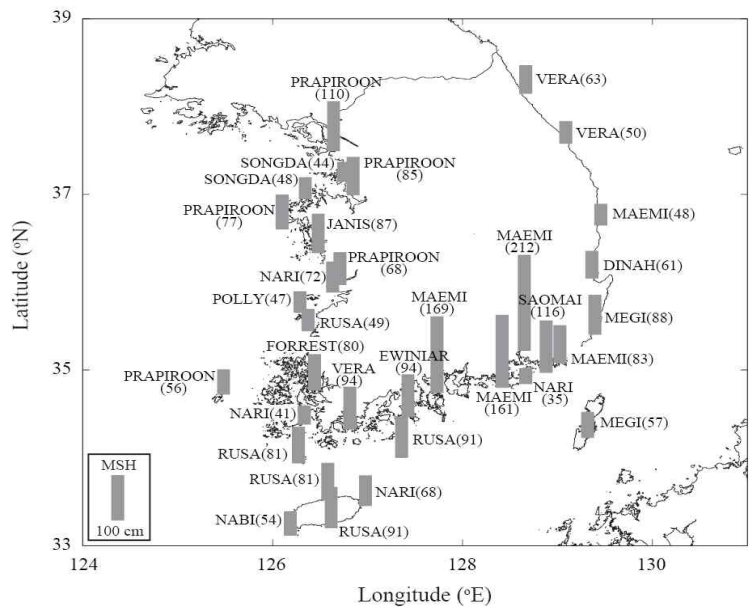 39
PRAPIROON
(110)
VERA(63)
VERA(50)
SONGDA(44)
PRAPIROON
(85)
SONGDA(48)
37
PRAPIROON
(77)
JANIS(87)
MAEMI(48)
MAEMI
(212)
PRAPIROON
(68)
DINAH(61)
NARI(72)
SAOMAI
(116)
MAEMI
(169)
POLLY(47)
MEGI(88)
RUSA(49)
FORREST(80)
EWINIAR
(94)
VERA
(94)
MAEMI(83)
35
PRAPIROON
(56)
NARI
(35)
MAEMI
(161)
NARI(41)
MEGI(57)
RUSA(91)
RUSA(81)
MSH
100 cm
RUSA(81)
NARI(68)
NABI(54)
RUSA(91)
33
124
126
128
130
Latitude (ºN)
Longitude (ºE)